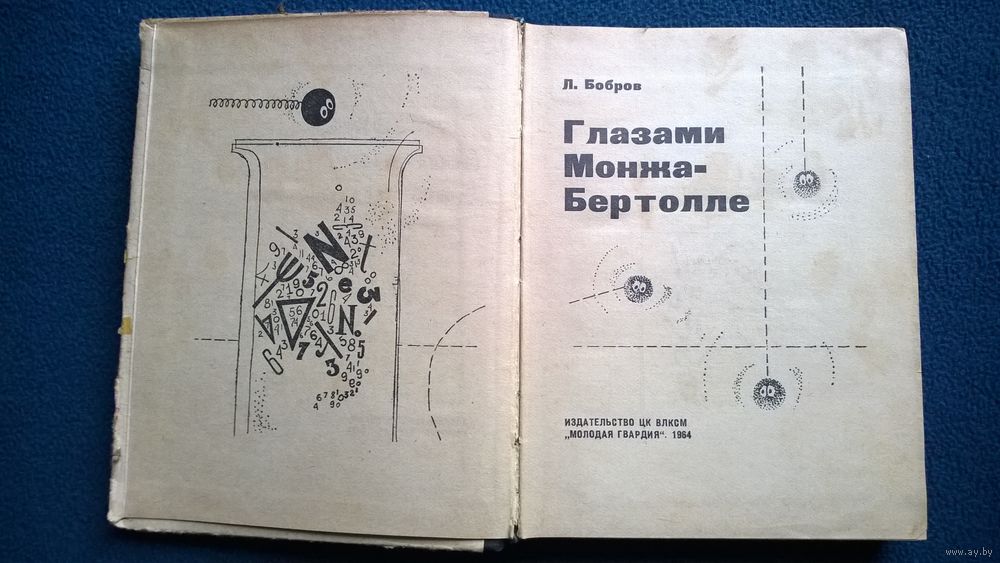 Л. Бобров
Глазами
Монжа-
Бертолле
ИЗДАТЕЛЬСТВО ЦК ВЛКСМ
„МОЛОДАЯ ГВАРДИЯ“. 1964
www.ay.by